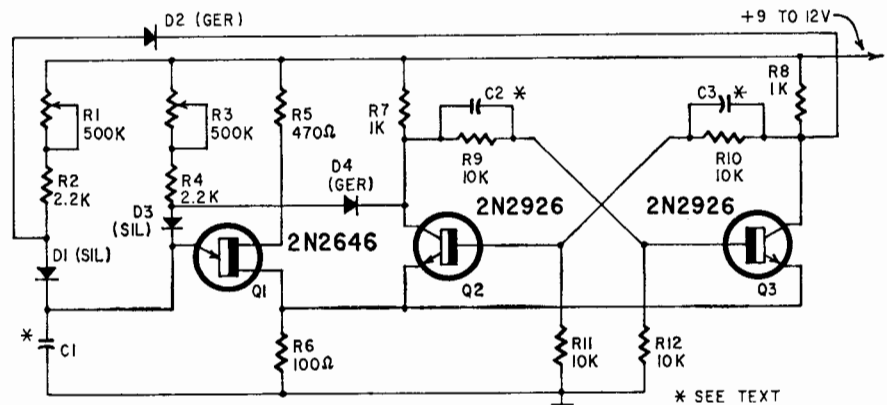 D2 (GER)
+9 TO 12V
R1
500K
R3
500K
R5
470Ω
R7
1K
C2 *
C3 *
R8
1K
R9
10K
R10
10K
R2
2.2K
R4
2.2K
D4
(GER)
D3
(SIL)
2N2926
2N2926
D1 (SIL)
2N2646
Q1
Q2
Q3
* C1
R6
100Ω
R11
10K
R12
10K
* SEE TEXT